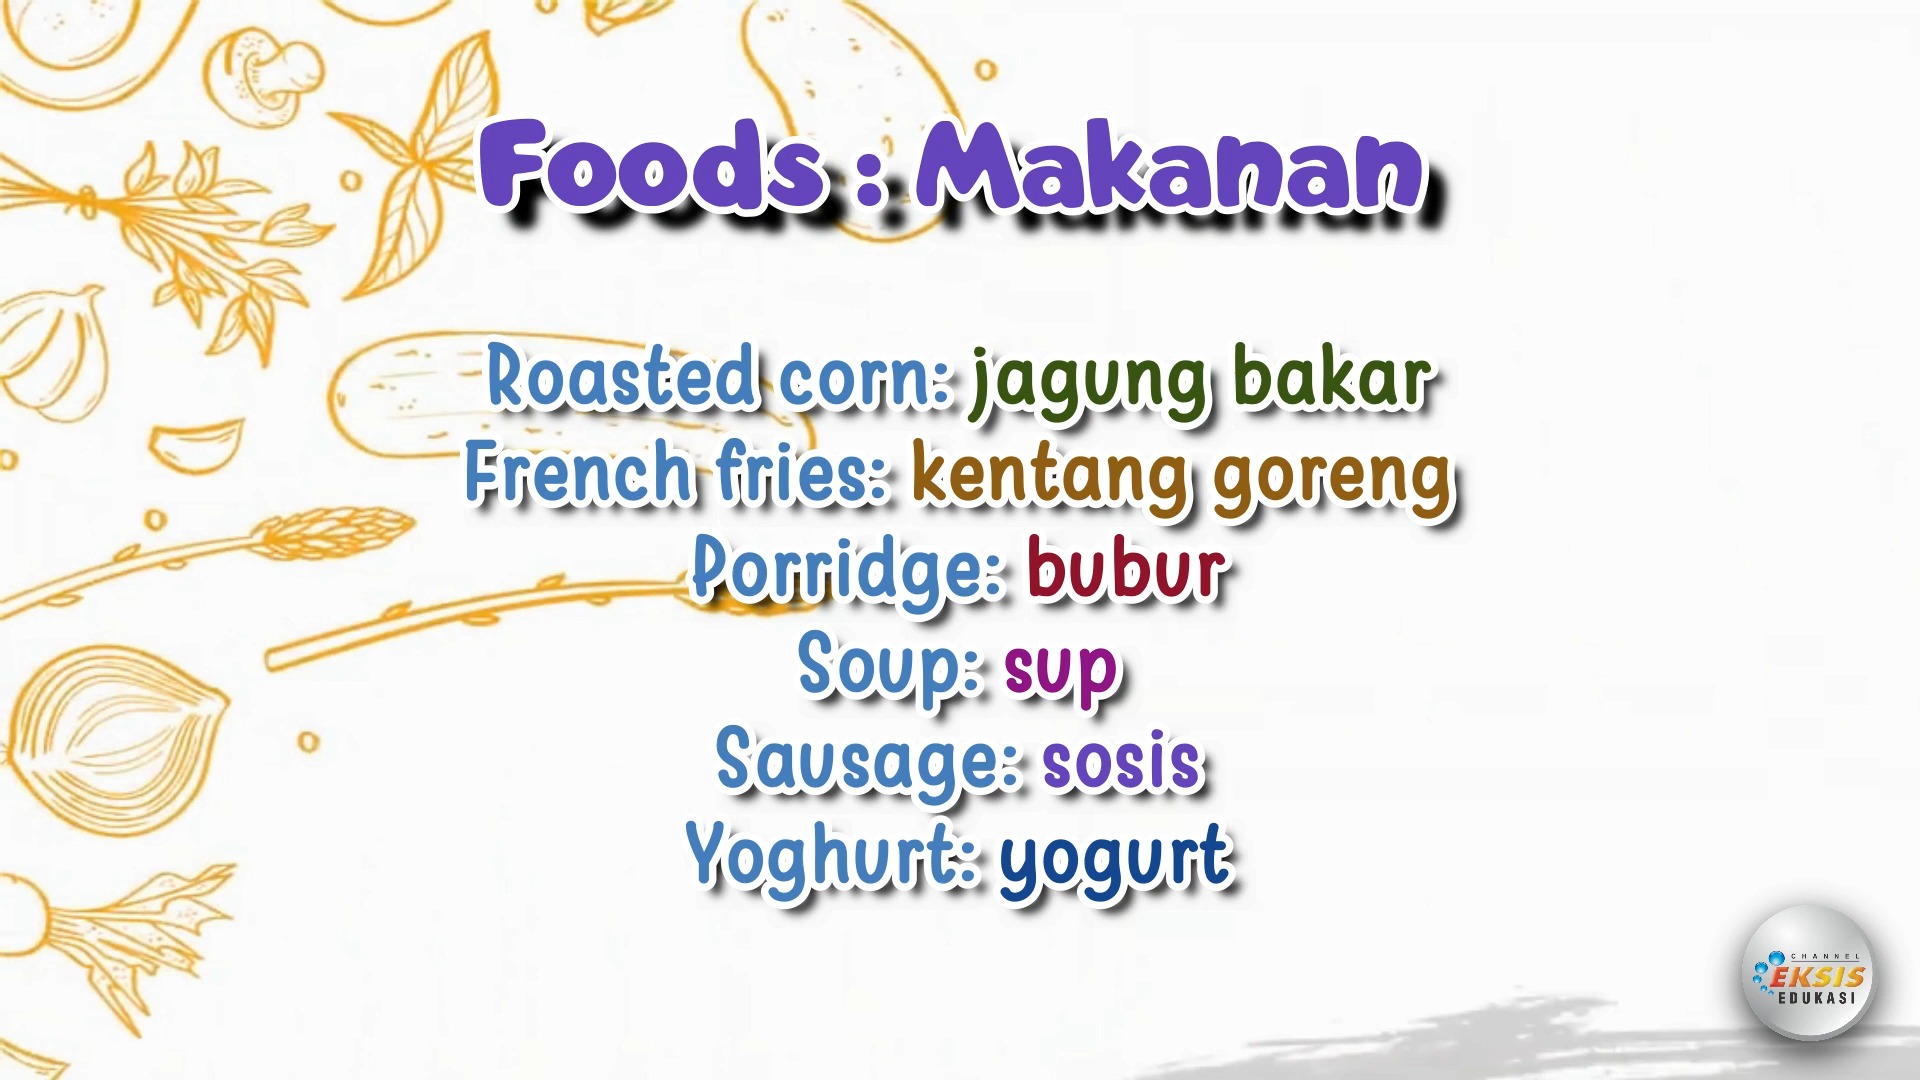 Foods : Makanan
Roasted corn: jagung bakar
French fries: kentang goreng
Porridge: bubur
Soup: sup
Sausage: sosis
Yoghurt: yogurt
CHANNEL
EKSIS
EDUKASI